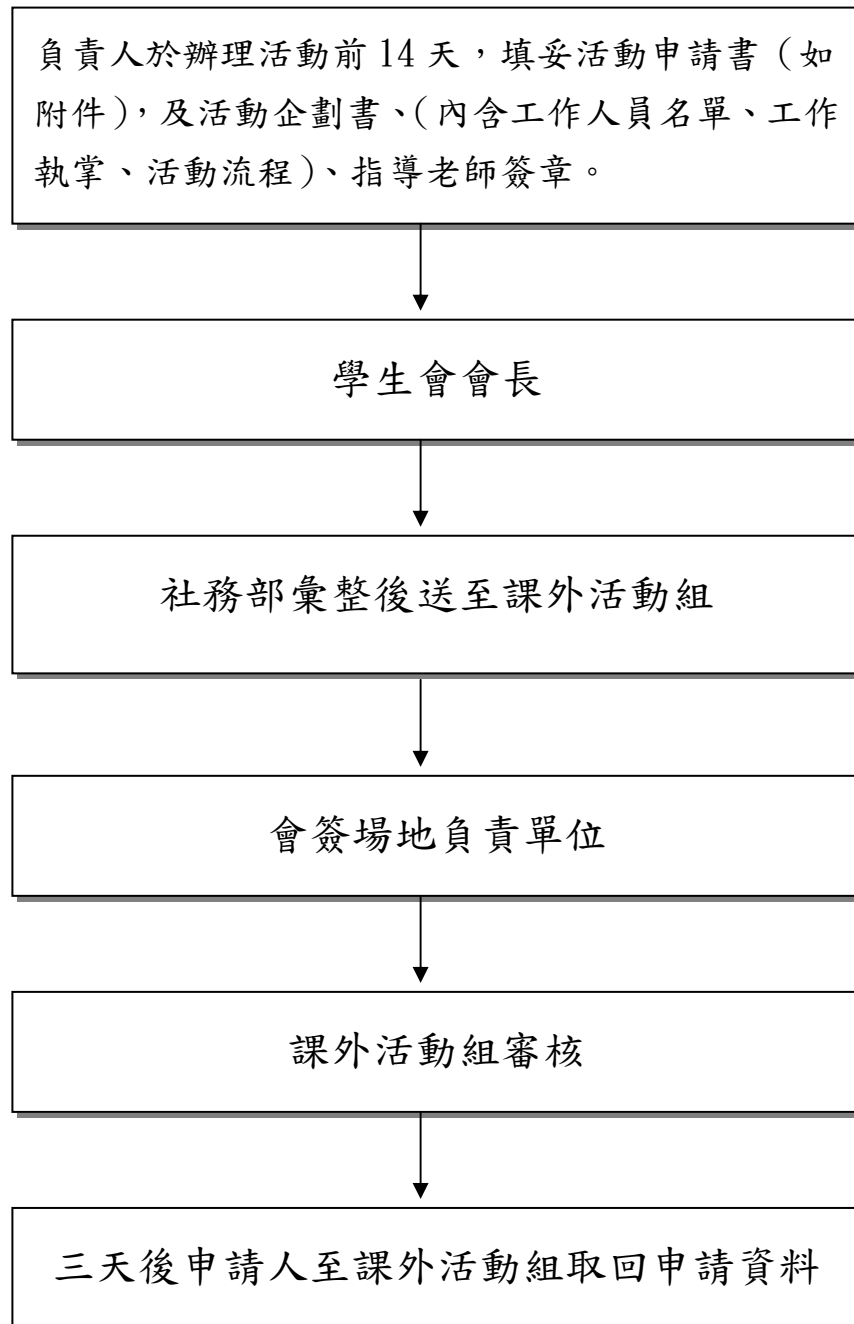 負責人於辦理活動前14天，填妥活動申請書（如
附件），及活動企劃書、（內含工作人員名單、工作
執掌、活動流程）、指導老師簽章。
學生會會長
社務部彙整後送至課外活動組
會簽場地負責單位
課外活動組審核
三天後申請人至課外活動組取回申請資料